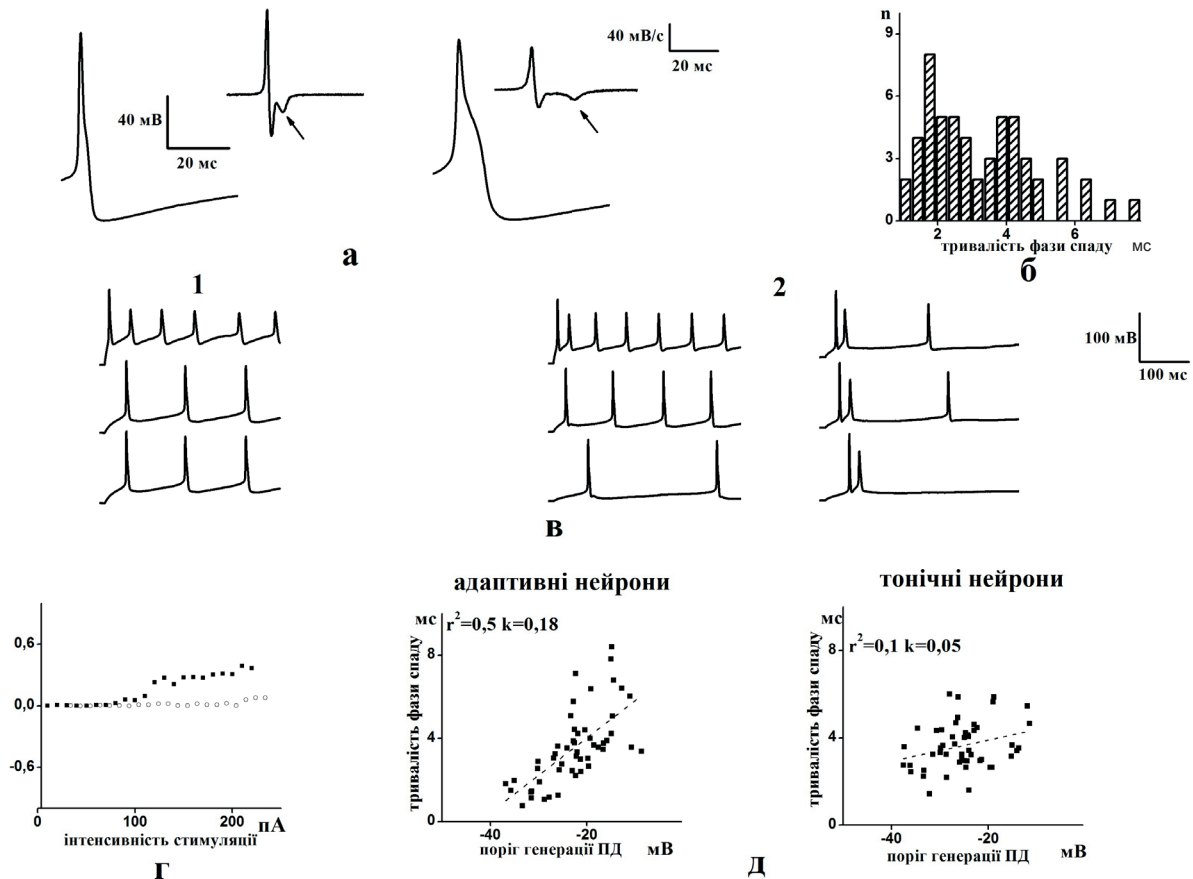 40 мВ
20 мс
40 мВ/с
20 мс
а
n
9
6
3
0
2
4
6
тривалість фази спаду мс
б
1
2
100 мВ
100 мс
в
0,6
0,0
-0,6
0
100
200
пА
інтенсивність стимуляції
г
адаптивні нейрони
мс
r²=0,5 k=0,18
тривалість фази спаду
8
4
0
-40
-20
поріг генерації ПД мВ
тонічні нейрони
мс
r²=0,1 k=0,05
тривалість фази спаду
8
4
0
-40
-20
поріг генерації ПД мВ
д